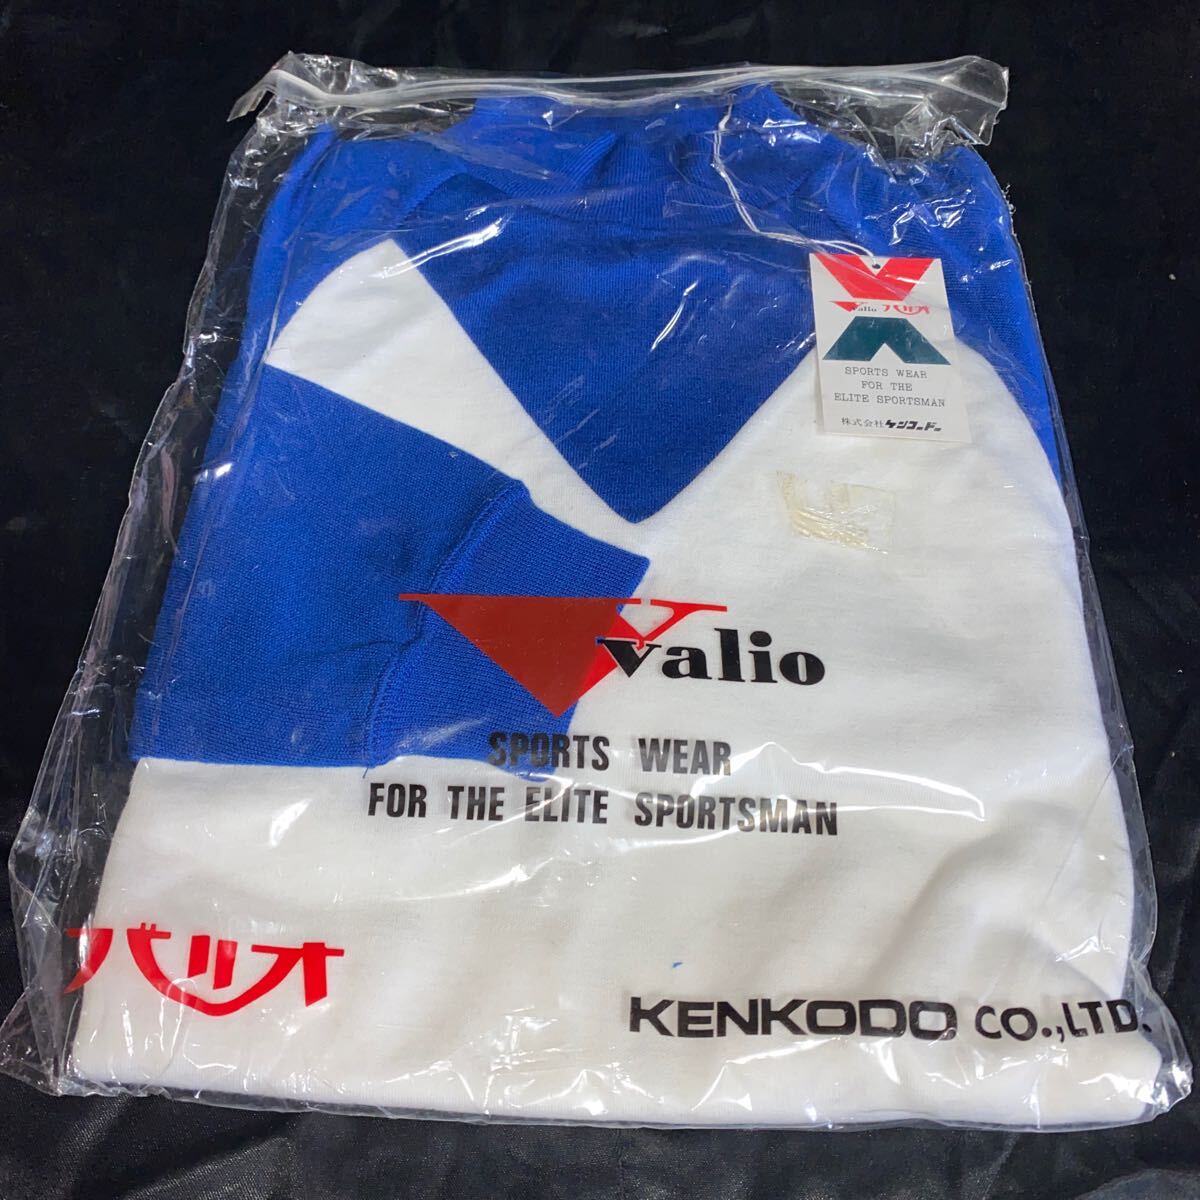 valio バリオ
SPORTS WEAR
FOR THE
ELITE SPORTSMAN
株式会社ケンコードー
valio
SPORTS WEAR
FOR THE ELITE SPORTSMAN
バリオ
KENKODO CO.,LTD.